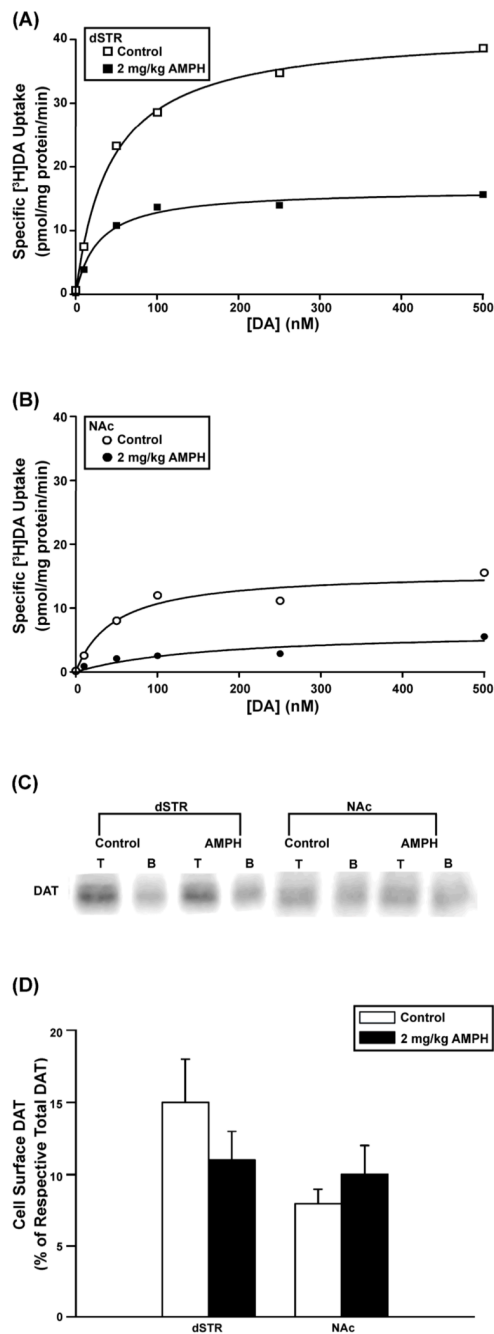 (A)
dSTR
Control
2 mg/kg AMPH
Specific [³H]DA Uptake
(pmol/mg protein/min)
40
30
20
10
0
0 100 200 300 400 500
[DA] (nM)
(B)
NAc
Control
2 mg/kg AMPH
Specific [³H]DA Uptake
(pmol/mg protein/min)
40
30
20
10
0
0 100 200 300 400 500
[DA] (nM)
(C)
dSTR NAc
Control AMPH Control AMPH
T B T B T B T B
DAT
(D)
Control
2 mg/kg AMPH
Cell Surface DAT
(% of Respective Total DAT)
20
15
10
5
0
dSTR NAc